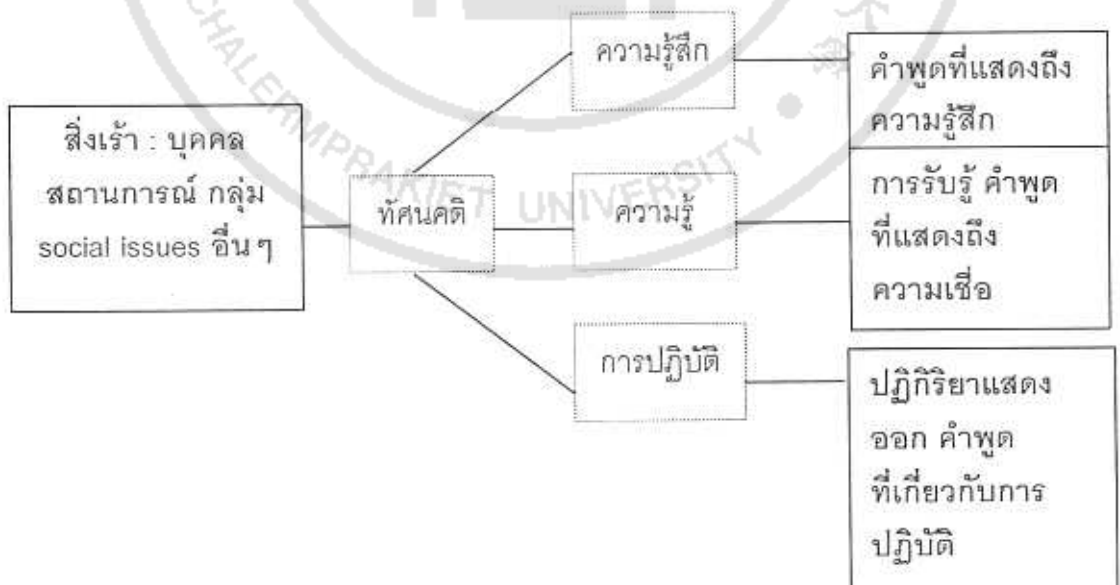 CHALERMPRAKIET UNIVERSITY
สิ่งเร้า : บุคคล
สถานการณ์ กลุ่ม
social issues อื่นๆ
ทัศนคติ
ความรู้สึก
ความรู้
การปฏิบัติ
คำพูดที่แสดงถึง
ความรู้สึก
การรับรู้ คำพูด
ที่แสดงถึง
ความเชื่อ
ปฏิกิริยาแสดง
ออก คำพูด
ที่เกี่ยวกับการ
ปฏิบัติ